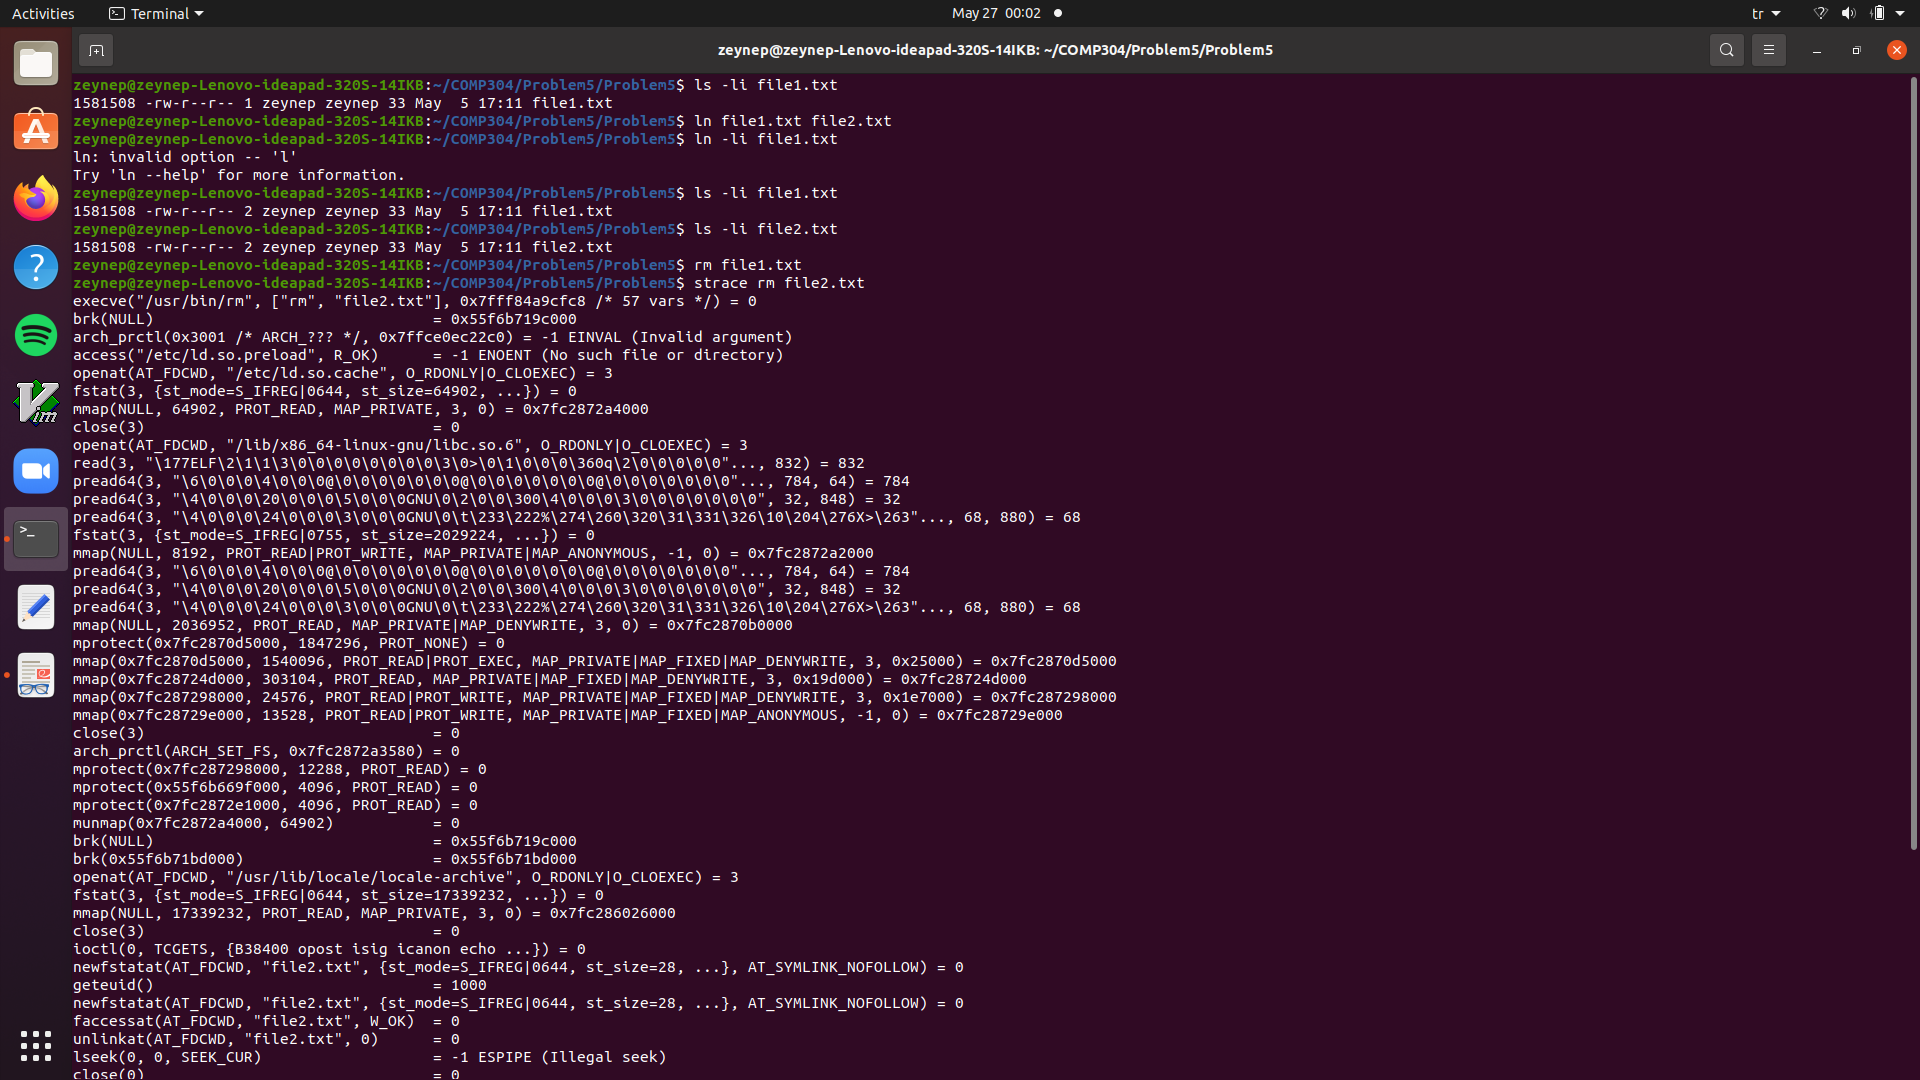 Activities
Terminal
May 27 00:02
tr
zeynep@zeynep-Lenovo-ideapad-320S-14IKB: ~/COMP304/Problem5/Problem5
zeynep@zeynep-Lenovo-ideapad-320S-14IKB:~/COMP304/Problem5/Problem5$ ls -li file1.txt
1581508 -rw-r--r-- 1 zeynep zeynep 33 May  5 17:11 file1.txt
zeynep@zeynep-Lenovo-ideapad-320S-14IKB:~/COMP304/Problem5/Problem5$ ln file1.txt file2.txt
zeynep@zeynep-Lenovo-ideapad-320S-14IKB:~/COMP304/Problem5/Problem5$ ln -li file1.txt
ln: invalid option -- 'l'
Try 'ln --help' for more information.
zeynep@zeynep-Lenovo-ideapad-320S-14IKB:~/COMP304/Problem5/Problem5$ ls -li file1.txt
1581508 -rw-r--r-- 2 zeynep zeynep 33 May  5 17:11 file1.txt
zeynep@zeynep-Lenovo-ideapad-320S-14IKB:~/COMP304/Problem5/Problem5$ ls -li file2.txt
1581508 -rw-r--r-- 2 zeynep zeynep 33 May  5 17:11 file2.txt
zeynep@zeynep-Lenovo-ideapad-320S-14IKB:~/COMP304/Problem5/Problem5$ rm file1.txt
zeynep@zeynep-Lenovo-ideapad-320S-14IKB:~/COMP304/Problem5/Problem5$ strace rm file2.txt
execve("/usr/bin/rm", ["rm", "file2.txt"], 0x7fff84a9cfc8 /* 57 vars */) = 0
brk(NULL)                               = 0x55f6b719c000
arch_prctl(0x3001 /* ARCH_??? */, 0x7ffce0ec22c0) = -1 EINVAL (Invalid argument)
access("/etc/ld.so.preload", R_OK)      = -1 ENOENT (No such file or directory)
openat(AT_FDCWD, "/etc/ld.so.cache", O_RDONLY|O_CLOEXEC) = 3
fstat(3, {st_mode=S_IFREG|0644, st_size=64902, ...}) = 0
mmap(NULL, 64902, PROT_READ, MAP_PRIVATE, 3, 0) = 0x7fc2872a4000
close(3)                                = 0
openat(AT_FDCWD, "/lib/x86_64-linux-gnu/libc.so.6", O_RDONLY|O_CLOEXEC) = 3
read(3, "\177ELF\2\1\1\3\0\0\0\0\0\0\0\0\3\0>\0\1\0\0\0\360q\2\0\0\0\0\0"..., 832) = 832
pread64(3, "\6\0\0\0\4\0\0\0@\0\0\0\0\0\0\0@\0\0\0\0\0\0\0@\0\0\0\0\0\0\0"..., 784, 64) = 784
pread64(3, "\4\0\0\0\20\0\0\0\5\0\0\0GNU\0\2\0\0\300\4\0\0\0\3\0\0\0\0\0\0\0", 32, 848) = 32
pread64(3, "\4\0\0\0\24\0\0\0\3\0\0\0GNU\0\t\233\222%\274\260\320\31\331\326\10\204\276X>\263"..., 68, 880) = 68
fstat(3, {st_mode=S_IFREG|0755, st_size=2029224, ...}) = 0
mmap(NULL, 8192, PROT_READ|PROT_WRITE, MAP_PRIVATE|MAP_ANONYMOUS, -1, 0) = 0x7fc2872a2000
pread64(3, "\6\0\0\0\4\0\0\0@\0\0\0\0\0\0\0@\0\0\0\0\0\0\0@\0\0\0\0\0\0\0"..., 784, 64) = 784
pread64(3, "\4\0\0\0\20\0\0\0\5\0\0\0GNU\0\2\0\0\300\4\0\0\0\3\0\0\0\0\0\0\0", 32, 848) = 32
pread64(3, "\4\0\0\0\24\0\0\0\3\0\0\0GNU\0\t\233\222%\274\260\320\31\331\326\10\204\276X>\263"..., 68, 880) = 68
mmap(NULL, 2036952, PROT_READ, MAP_PRIVATE|MAP_DENYWRITE, 3, 0) = 0x7fc2870b0000
mprotect(0x7fc2870d5000, 1847296, PROT_NONE) = 0
mmap(0x7fc2870d5000, 1540096, PROT_READ|PROT_EXEC, MAP_PRIVATE|MAP_FIXED|MAP_DENYWRITE, 3, 0x25000) = 0x7fc2870d5000
mmap(0x7fc28724d000, 303104, PROT_READ, MAP_PRIVATE|MAP_FIXED|MAP_DENYWRITE, 3, 0x19d000) = 0x7fc28724d000
mmap(0x7fc287298000, 24576, PROT_READ|PROT_WRITE, MAP_PRIVATE|MAP_FIXED|MAP_DENYWRITE, 3, 0x1e7000) = 0x7fc287298000
mmap(0x7fc28729e000, 13528, PROT_READ|PROT_WRITE, MAP_PRIVATE|MAP_FIXED|MAP_ANONYMOUS, -1, 0) = 0x7fc28729e000
close(3)                                = 0
arch_prctl(ARCH_SET_FS, 0x7fc2872a3580) = 0
mprotect(0x7fc287298000, 12288, PROT_READ) = 0
mprotect(0x55f6b669f000, 4096, PROT_READ) = 0
mprotect(0x7fc2872e1000, 4096, PROT_READ) = 0
munmap(0x7fc2872a4000, 64902)           = 0
brk(NULL)                               = 0x55f6b719c000
brk(0x55f6b71bd000)                     = 0x55f6b71bd000
openat(AT_FDCWD, "/usr/lib/locale/locale-archive", O_RDONLY|O_CLOEXEC) = 3
fstat(3, {st_mode=S_IFREG|0644, st_size=17339232, ...}) = 0
mmap(NULL, 17339232, PROT_READ, MAP_PRIVATE, 3, 0) = 0x7fc286026000
close(3)                                = 0
ioctl(0, TCGETS, {B38400 opost isig icanon echo ...}) = 0
newfstatat(AT_FDCWD, "file2.txt", {st_mode=S_IFREG|0644, st_size=28, ...}, AT_SYMLINK_NOFOLLOW) = 0
geteuid()                               = 1000
newfstatat(AT_FDCWD, "file2.txt", {st_mode=S_IFREG|0644, st_size=28, ...}, AT_SYMLINK_NOFOLLOW) = 0
faccessat(AT_FDCWD, "file2.txt", W_OK)  = 0
unlinkat(AT_FDCWD, "file2.txt", 0)      = 0
lseek(0, 0, SEEK_CUR)                   = -1 ESPIPE (Illegal seek)
close(0)                                = 0